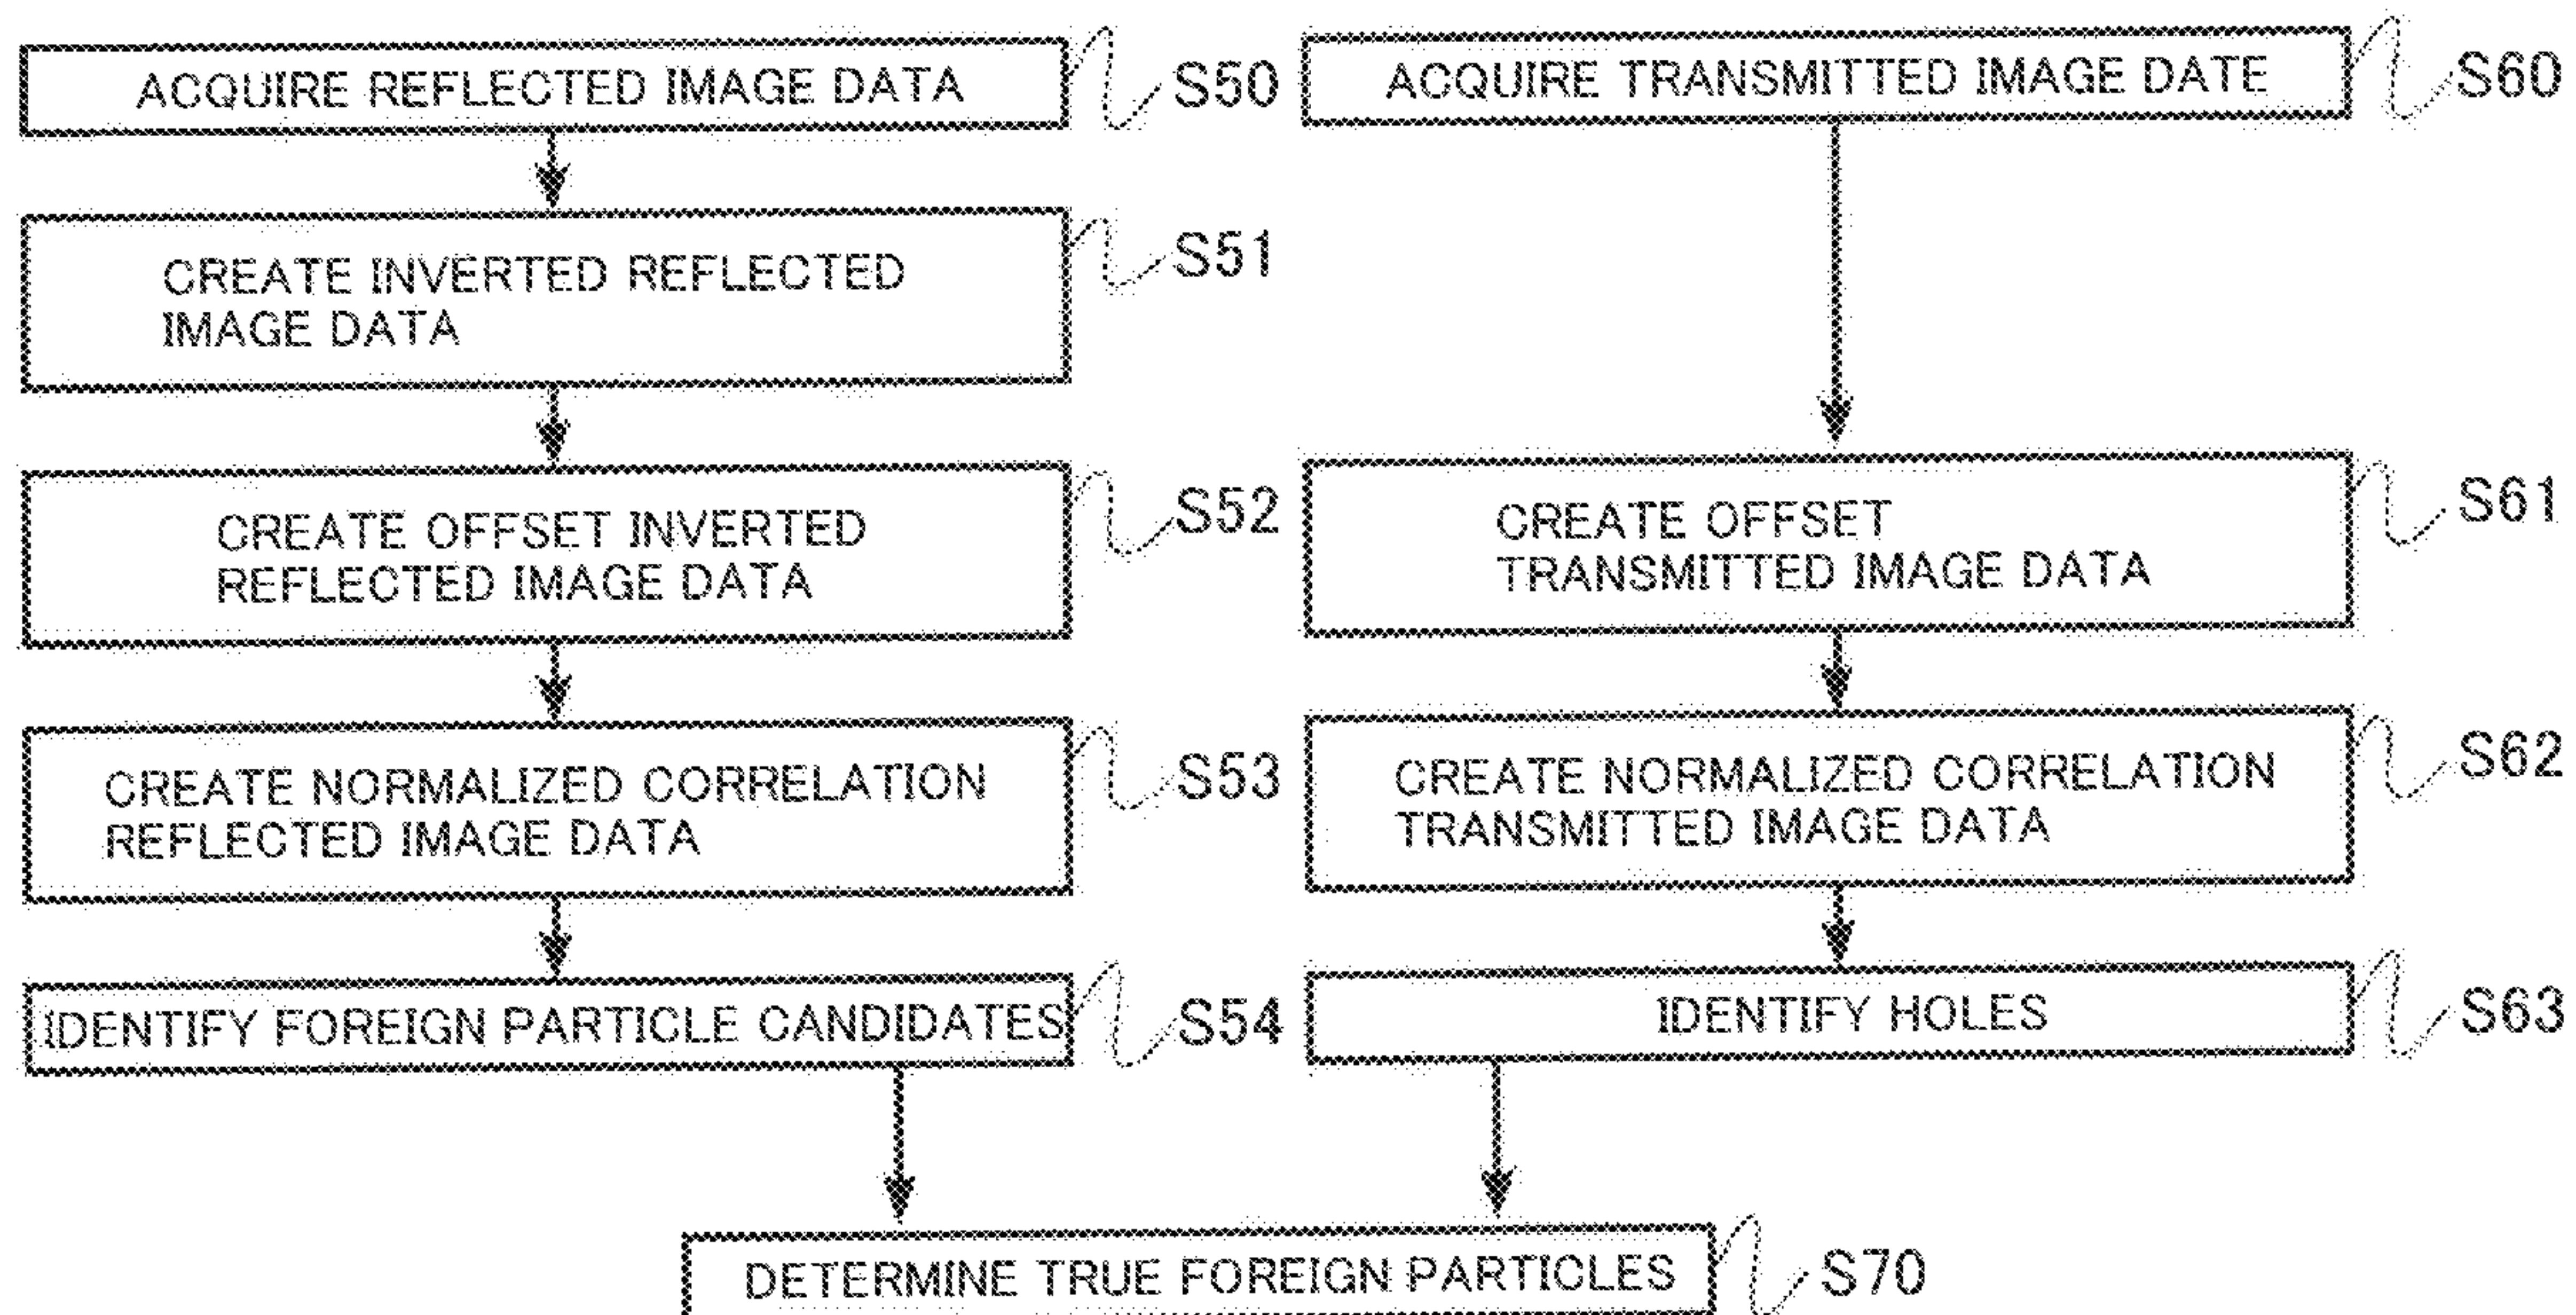 ACQUIRE REFLECTED IMAGE DATA
S50
CREATE INVERTED REFLECTED
IMAGE DATA
S51
CREATE OFFSET INVERTED
REFLECTED IMAGE DATA
S52
CREATE NORMALIZED CORRELATION
REFLECTED IMAGE DATA
S53
IDENTIFY FOREIGN PARTICLE CANDIDATES
S54
ACQUIRE TRANSMITTED IMAGE DATE
S60
CREATE OFFSET
TRANSMITTED IMAGE DATA
S61
CREATE NORMALIZED CORRELATION
TRANSMITTED IMAGE DATA
S62
IDENTIFY HOLES
S63
DETERMINE TRUE FOREIGN PARTICLES
S70